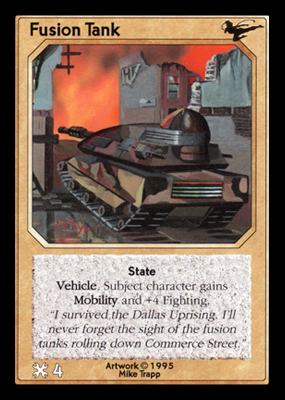 Fusion Tank
State
Vehicle. Subject character gains
Mobility and +4 Fighting.
"I survived the Dallas Uprising. I'll
never forget the sight of the fusion
tanks rolling down Commerce Street."
4
Artwork © 1995
Mike Trapp